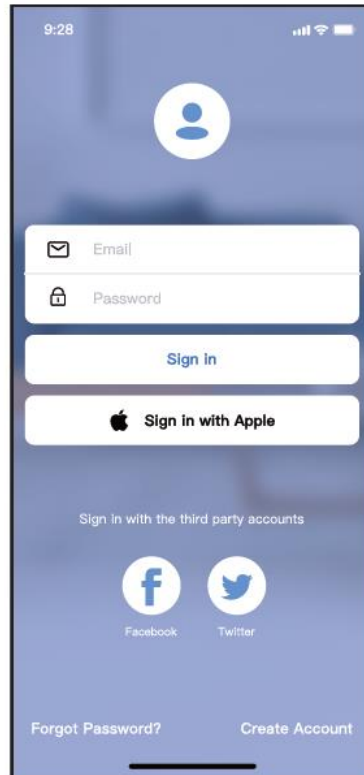 9:28
Email
Password
Sign in
Sign in with Apple
Sign in with the third party accounts
Facebook Twitter
Forgot Password? Create Account